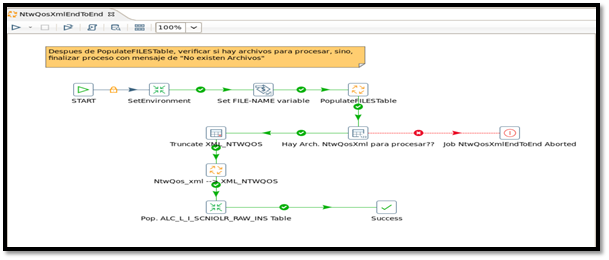 NtwQosXmlEndToEnd
100%
Despues de PopulateFILESTable, verificar si hay archivos para procesar, sino,
finalizar proceso con mensaje de "No existen Archivos"
START
SetEnvironment
Set FILE-NAME variable
PopulateFILESTable
Truncate XML_NTWQOS
Hay Arch. NtwQosXml para procesar??
Job NtwQosXmlEndToEnd Aborted
NtwQos_xml --> XML_NTWQOS
Pop. ALC_L_I_SCNIOLR_RAW_INS Table
Success